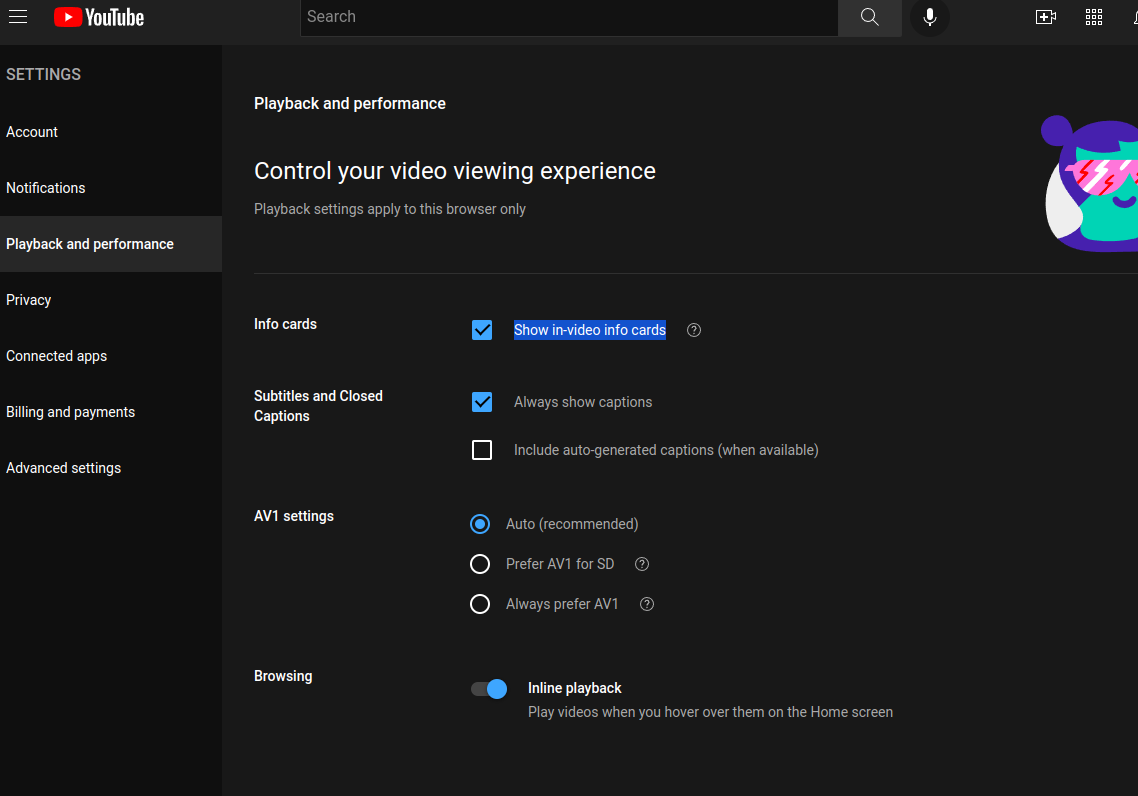 YouTube
Search
SETTINGS
Account
Notifications
Playback and performance
Privacy
Connected apps
Billing and payments
Advanced settings
Playback and performance
Control your video viewing experience
Playback settings apply to this browser only
Info cards
Show in-video info cards
Subtitles and Closed
Captions
Always show captions
Include auto-generated captions (when available)
AV1 settings
Auto (recommended)
Prefer AV1 for SD
Always prefer AV1
Browsing
Inline playback
Play videos when you hover over them on the Home screen